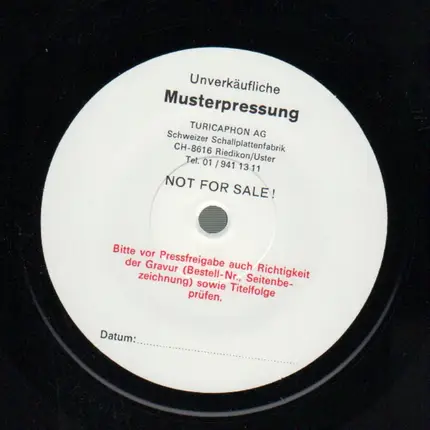 Unverkäufliche
Musterpressung
TURICAPHON AG
Schweizer Schallplattenfabrik
CH-8616 Riedikon/Uster
Tel. 01 / 941 13 11
NOT FOR SALE!
Bitte vor Pressfreigabe auch Richtigkeit
der Gravur (Bestell-Nr., Seitenbe-
zeichnung) sowie Titelfolge
prüfen.
Datum:................................